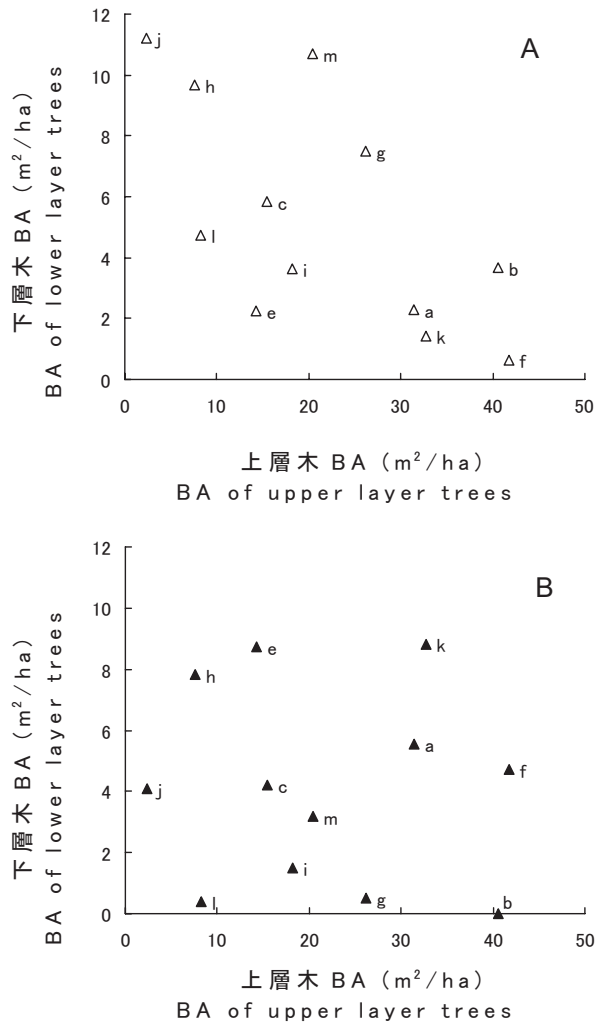 A
12
10
8
6
4
2
0
j
m
h
g
c
l
i
b
e
a
k
f
0 10 20 30 40 50
下層木 BA (m²/ha)
BA of lower layer trees
上層木 BA (m²/ha)
BA of upper layer trees
B
12
10
8
6
4
2
0
e
k
h
a
f
j
c
m
i
l
g
b
0 10 20 30 40 50
下層木 BA (m²/ha)
BA of lower layer trees
上層木 BA (m²/ha)
BA of upper layer trees